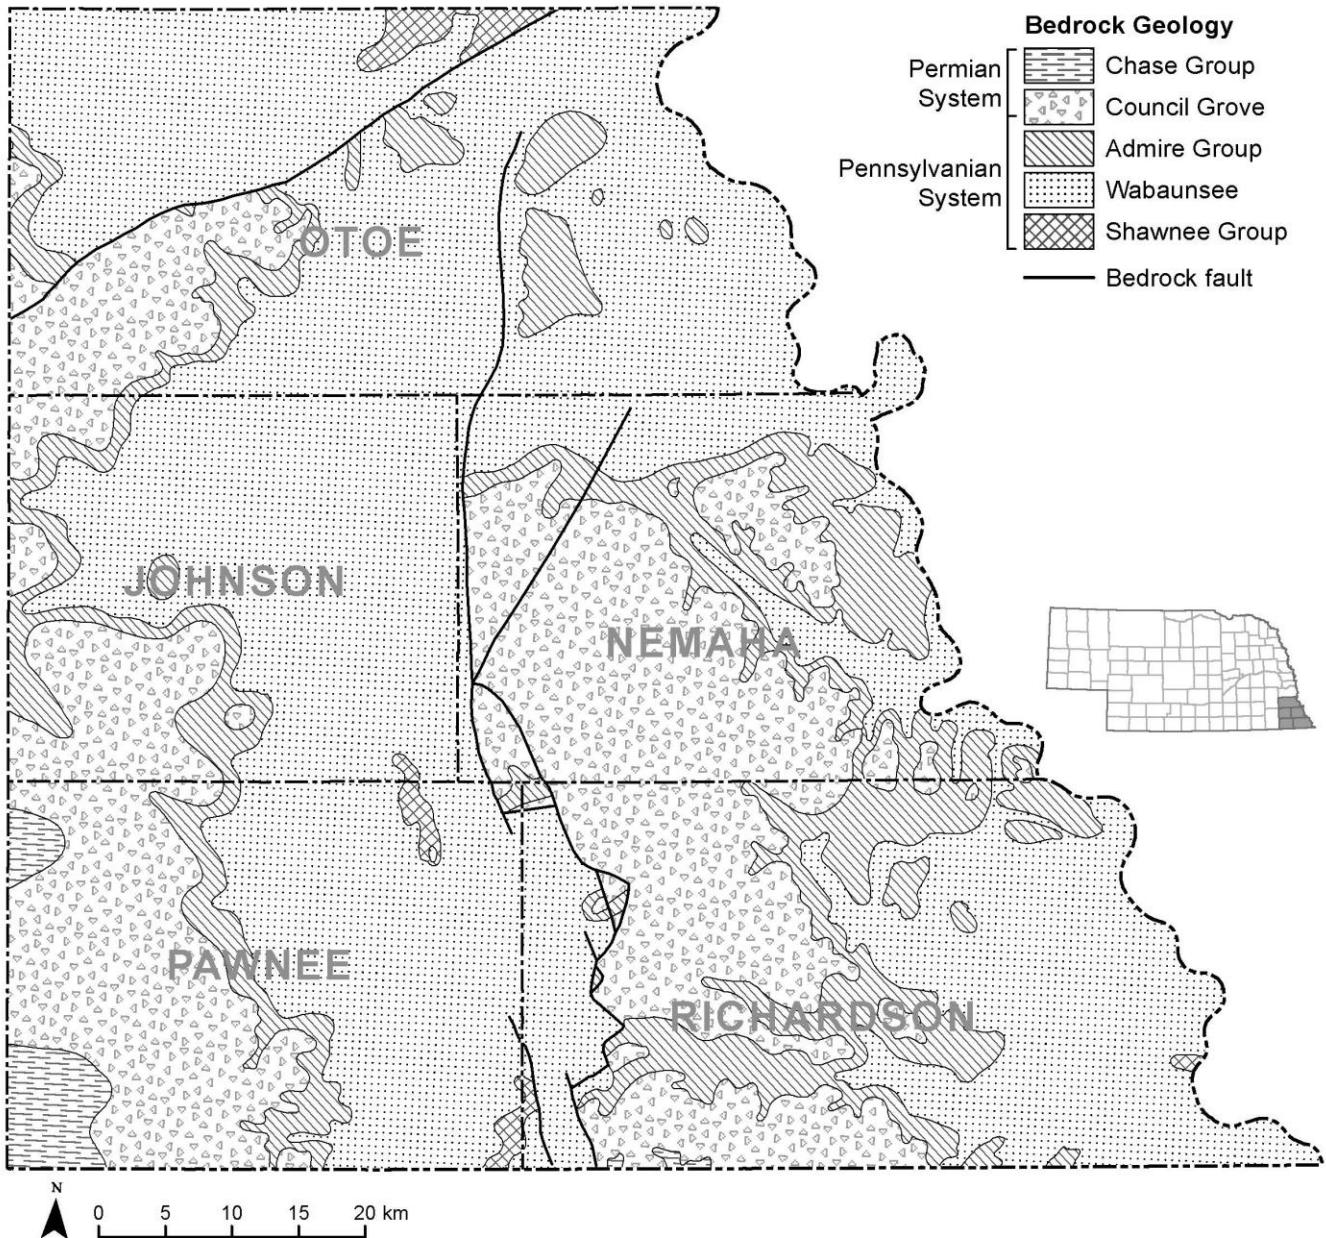 Bedrock Geology
Permian
System
Chase Group
Council Grove
Pennsylvanian
System
Admire Group
Wabaunsee
Shawnee Group
Bedrock fault
OTOE
JOHNSON
NEMAHA
PAWNEE
RICHARDSON
N
0 5 10 15 20 km